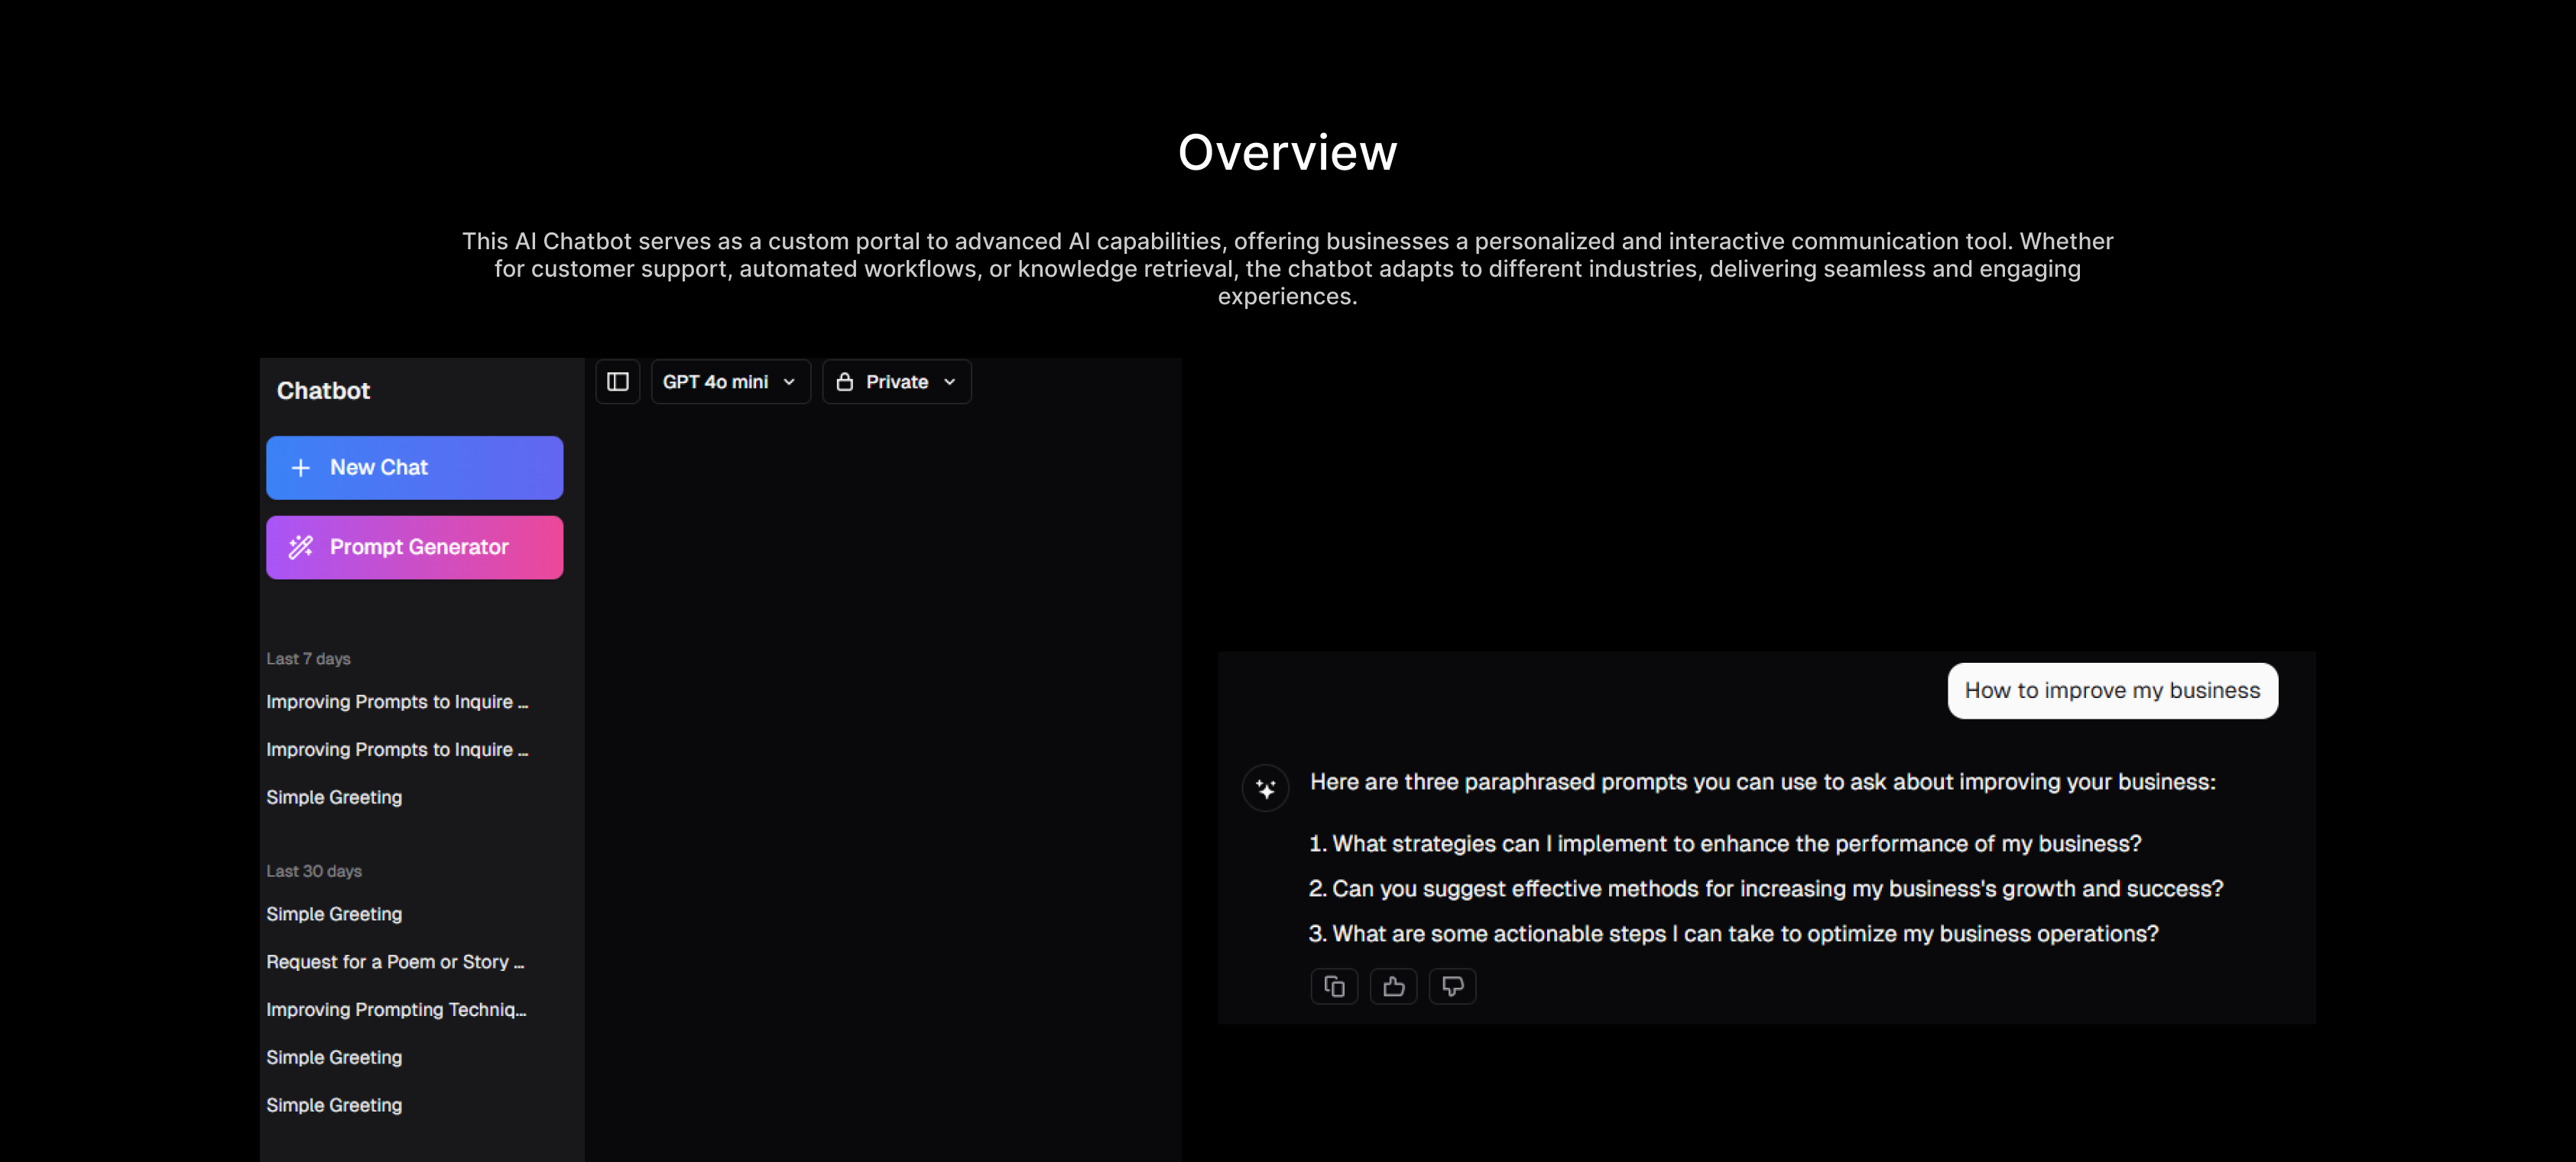 Overview
This AI Chatbot serves as a custom portal to advanced AI capabilities, offering businesses a personalized and interactive communication tool. Whether
for customer support, automated workflows, or knowledge retrieval, the chatbot adapts to different industries, delivering seamless and engaging
experiences.
Chatbot
New Chat
Prompt Generator
Last 7 days
Improving Prompts to Inquire ...
Improving Prompts to Inquire ...
Simple Greeting
Last 30 days
Simple Greeting
Request for a Poem or Story ...
Improving Prompting Techniq...
Simple Greeting
Simple Greeting
GPT 4o mini
Private
How to improve my business
Here are three paraphrased prompts you can use to ask about improving your business:
1. What strategies can I implement to enhance the performance of my business?
2. Can you suggest effective methods for increasing my business's growth and success?
3. What are some actionable steps I can take to optimize my business operations?